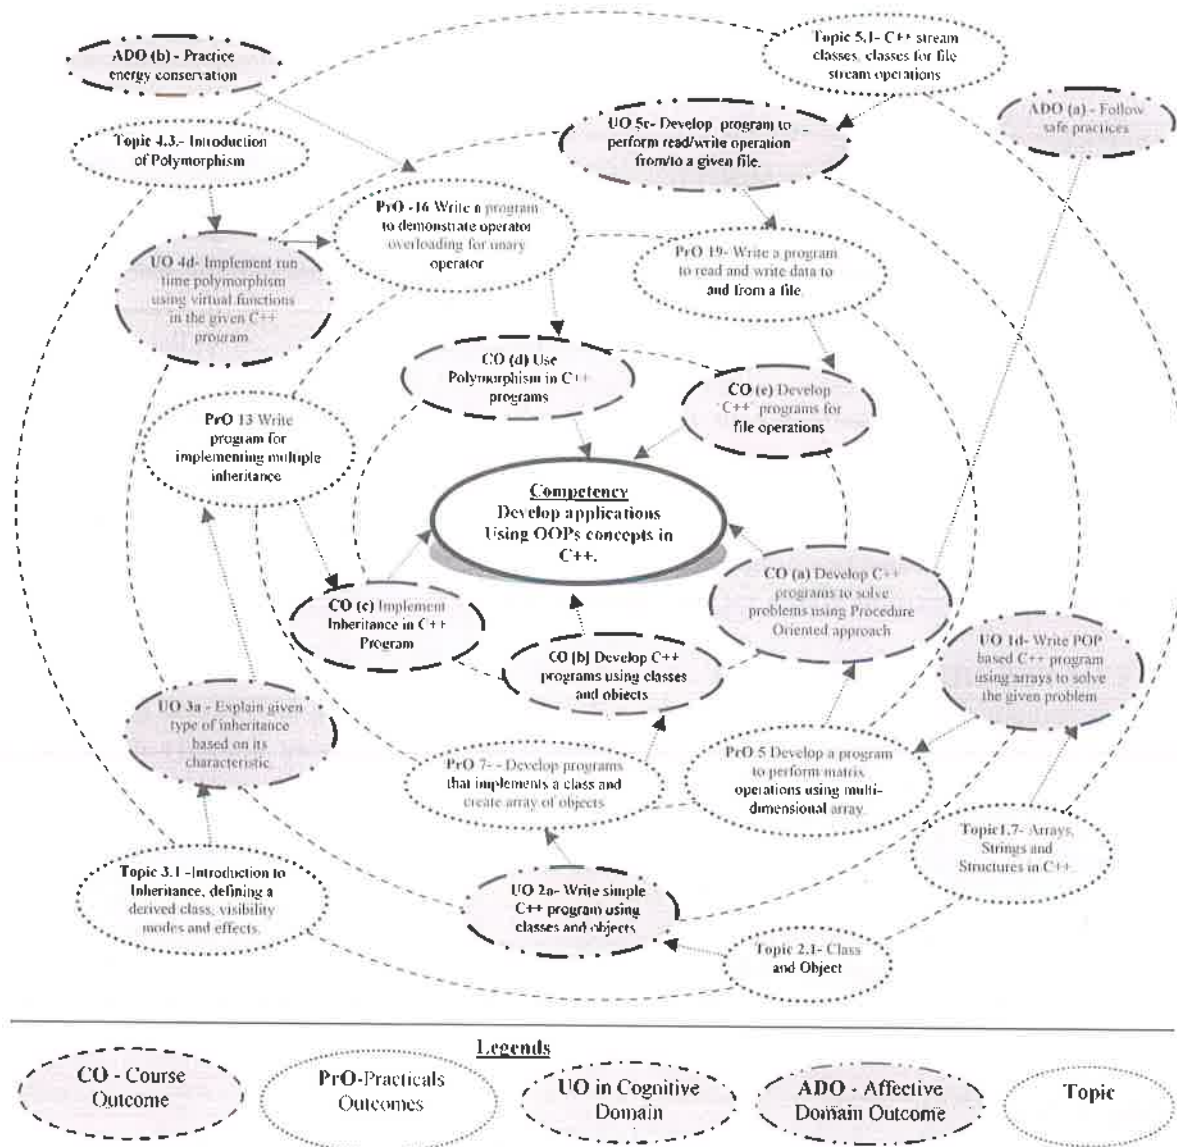 ADO (b) - Practice
energy conservation
Topic 5.1- C++ stream
classes, classes for file
stream operations
ADO (a) - Follow
safe practices
Topic 4.3.- Introduction
of Polymorphism
UO 5c- Develop program to
perform read/write operation
from/to a given file.
PrO -16 Write a program
to demonstrate operator
overloading for unary
operator
PrO 19- Write a program
to read and write data to
and from a file.
UO 4d- Implement run
time polymorphism
using virtual functions
in the given C++
program
CO (d) Use
Polymorphism in C++
programs
CO (e) Develop
'C++' programs for
file operations
PrO 13 Write
program for
implementing multiple
inheritance
Competency
Develop applications
Using OOPs concepts in
C++.
CO (c) Implement
Inheritance in C++
Program
CO (a) Develop C++
programs to solve
problems using Procedure
Oriented approach
CO (b) Develop C++
programs using classes
and objects
UO 1d- Write POP
based C++ program
using arrays to solve
the given problem
UO 3a - Explain given
type of inheritance
based on its
characteristic.
PrO 7- - Develop programs
that implements a class and
create array of objects
PrO 5 Develop a program
to perform matrix
operations using multi-
dimensional array.
Topic1.7- Arrays,
Strings and
Structures in C++.
Topic 3.1 -Introduction to
Inheritance, defining a
derived class, visibility
modes and effects.
UO 2a- Write simple
C++ program using
classes and objects
Topic 2.1- Class
and Object
Legends
CO - Course
Outcome
PrO-Practicals
Outcomes
UO in Cognitive
Domain
ADO - Affective
Domain Outcome
Topic